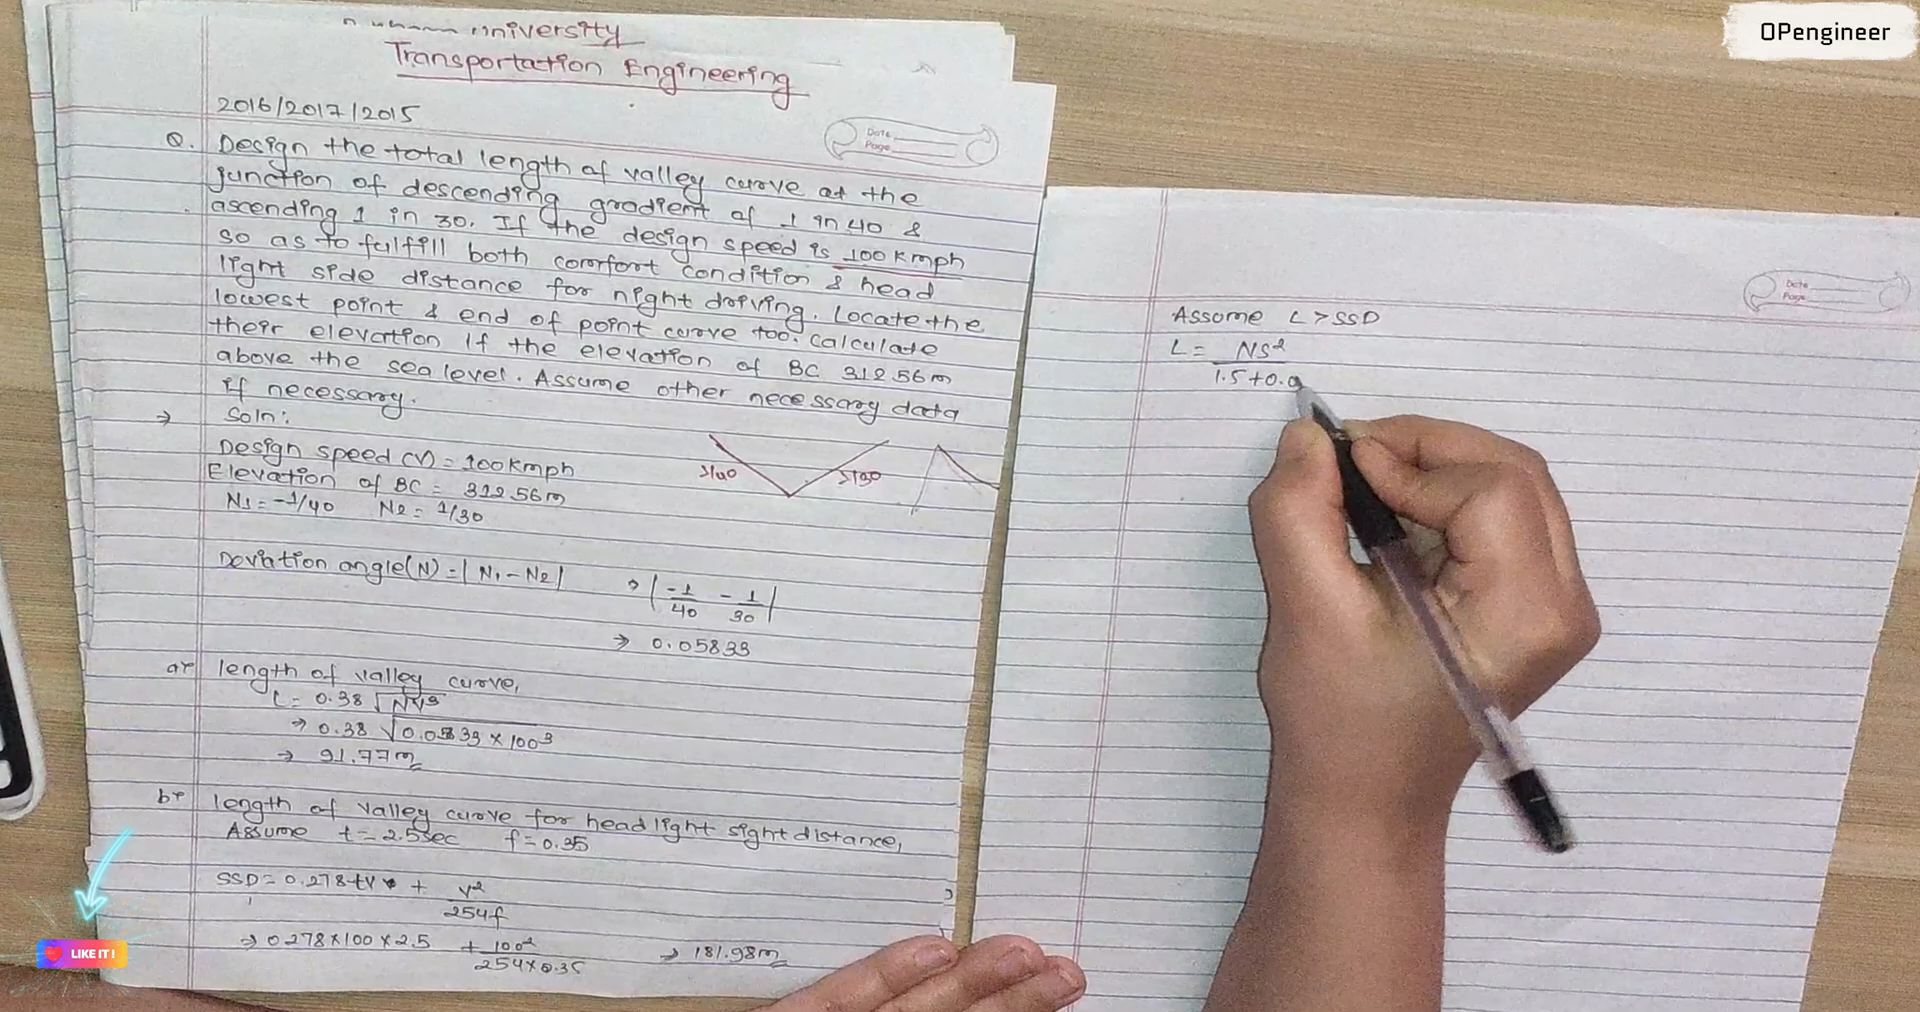 OPengineer
University
Transportation Engineering
2016/2017/2015
Date
Page
Q. Design the total length of valley curve at the
junction of descending gradient of 1 in 40 &
ascending 1 in 30. If the design speed is 100 kmph
so as to fulfill both comfort condition & head
light side distance for night driving. Locate the
lowest point & end of point curve too. calculate
their elevation if the elevation of BC 312.56m
above the sea level. Assume other necessary data
if necessary.
→ Soln:
Design speed (V) = 100kmph
Elevation of BC = 312.56m
N1 = -1/40 N2 = 1/30
1/40 1/30
Deviation angle(N) = | N1 - N2 | → | -1/40 - 1/30 |
→ 0.05833
a> length of valley curve,
L = 0.38 √NV3
→ 0.38 √0.05833 × 100³
→ 91.77m
b> length of valley curve for head light sight distance,
Assume t = 2.5sec f = 0.35
SSD = 0.278tV + V²/254f
→ 0.278×100×2.5 + 100²/254×0.35 → 181.98m
LIKE IT !
Date
Page
Assume L > SSD
L = NS²
1.5+0.0